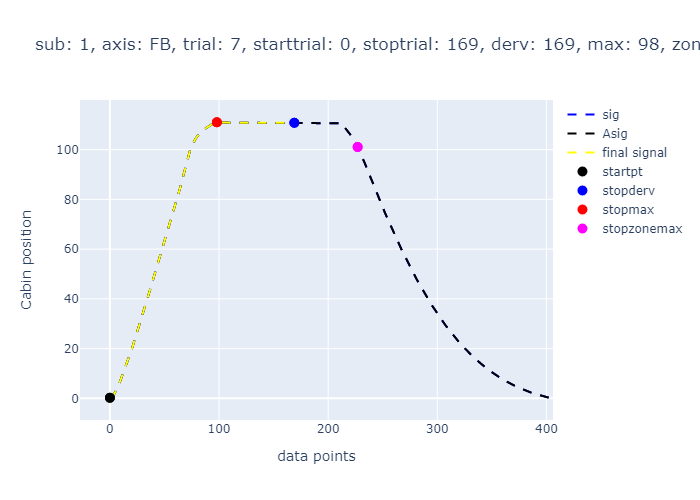 sub: 1, axis: FB, trial: 7, starttrial: 0, stoptrial: 169, derv: 169, max: 98, zon
sig
Asig
final signal
startpt
stopderv
stopmax
stopzonemax
Cabin position
100
80
60
40
20
0
0 100 200 300 400
data points